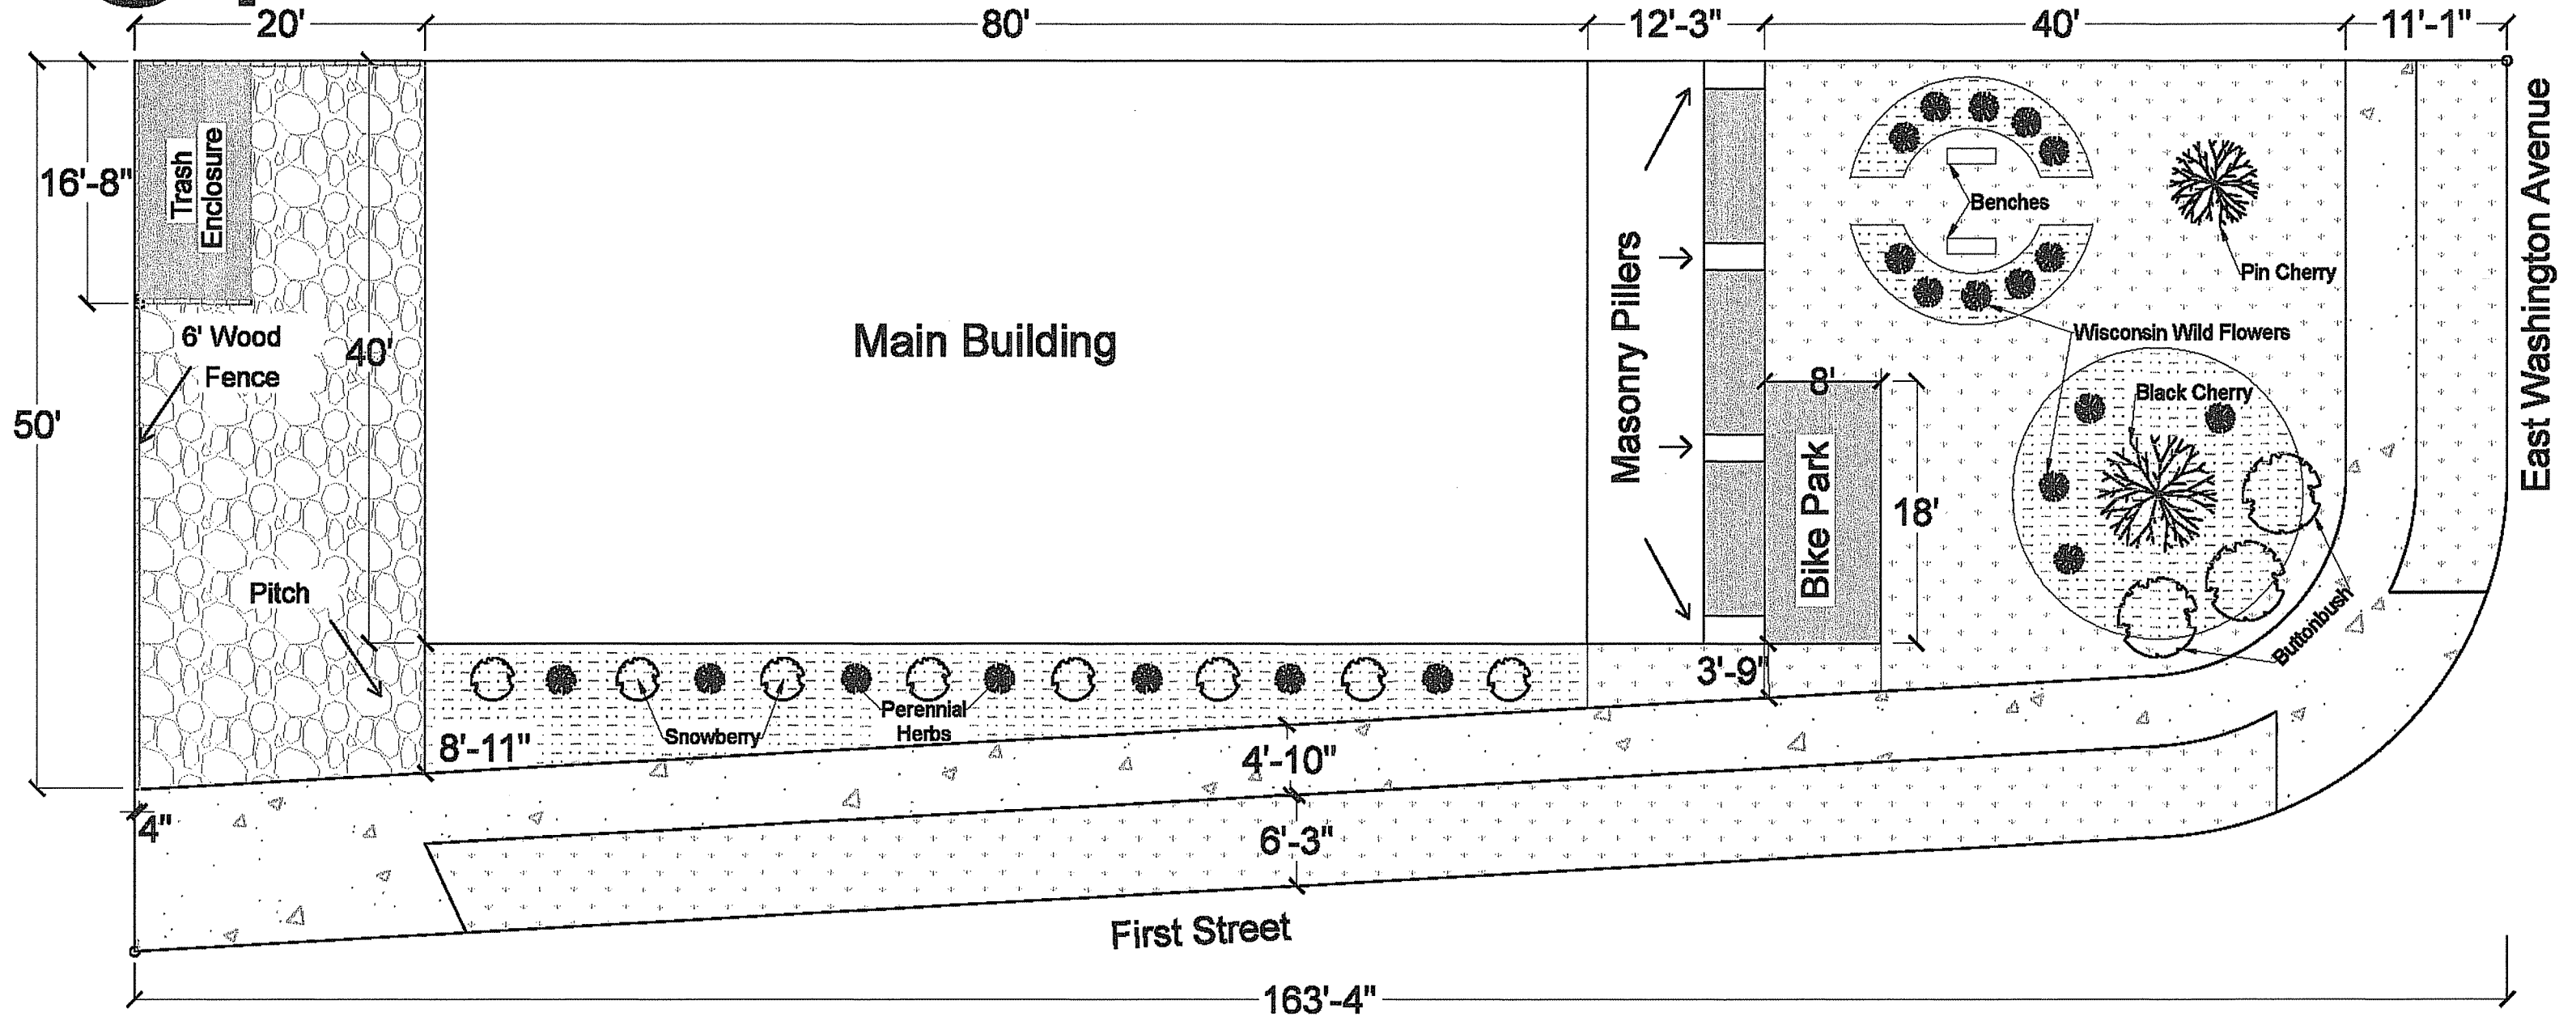 20'
80'
12'-3"
40'
11'-1"
16'-8"
Trash
Enclosure
50'
6' Wood
Fence
40'
Pitch
Main Building
Masonry Pillers
Benches
Pin Cherry
Wisconsin Wild Flowers
Black Cherry
8'
Bike Park
18'
Buttonbush
East Washington Avenue
3'-9"
Perennial
Herbs
Snowberry
8'-11"
4'-10"
4"
6'-3"
First Street
163'-4"